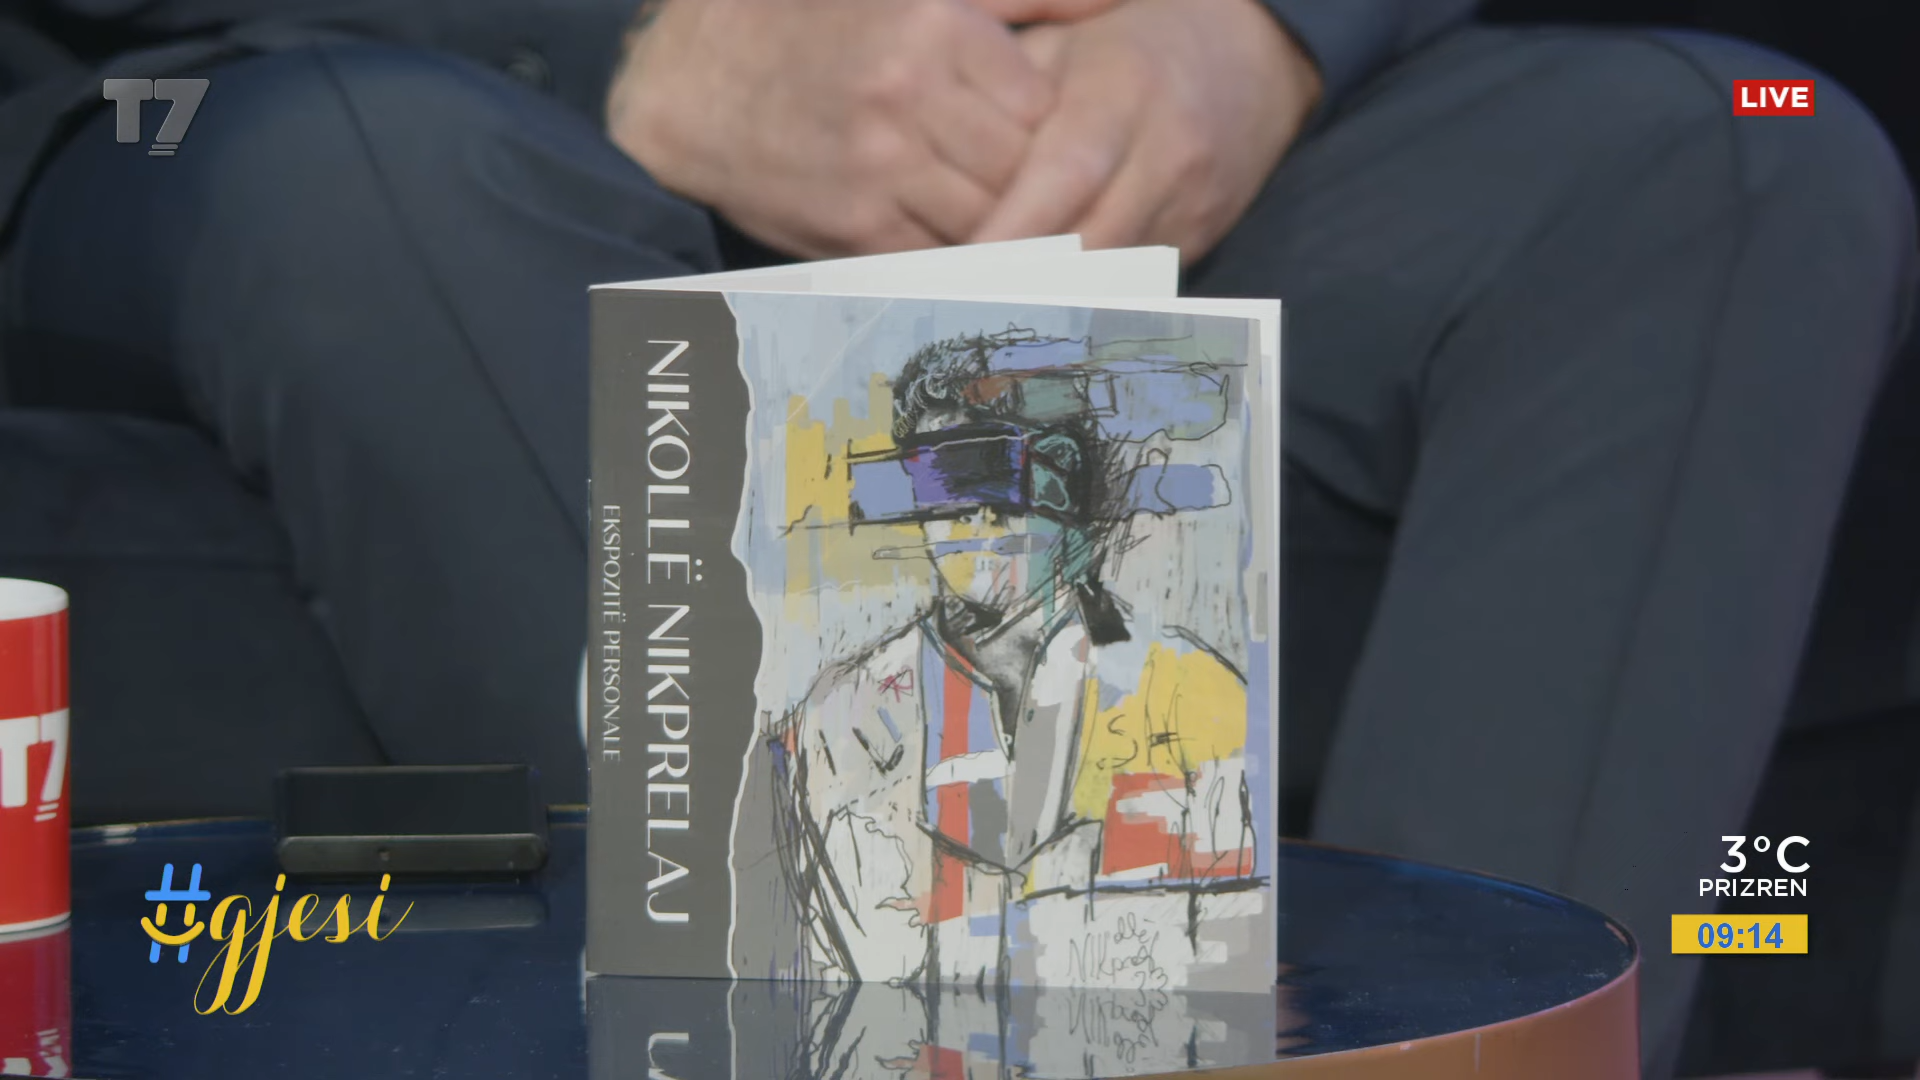 T7
LIVE
NIKOLLË NIKPRELAJ
EKSPOZITË PERSONALE
T7
#gjesi
3°C
PRIZREN
09:14